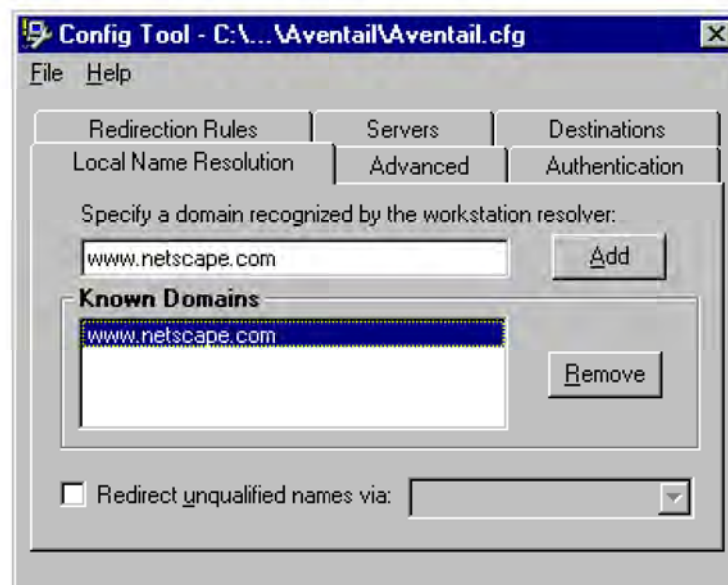 Config Tool - C:\...\Aventail\Aventail.cfg
File Help
Redirection Rules Servers Destinations
Local Name Resolution Advanced Authentication
Specify a domain recognized by the workstation resolver:
www.netscape.com Add
Known Domains
www.netscape.com
Remove
Redirect unqualified names via: